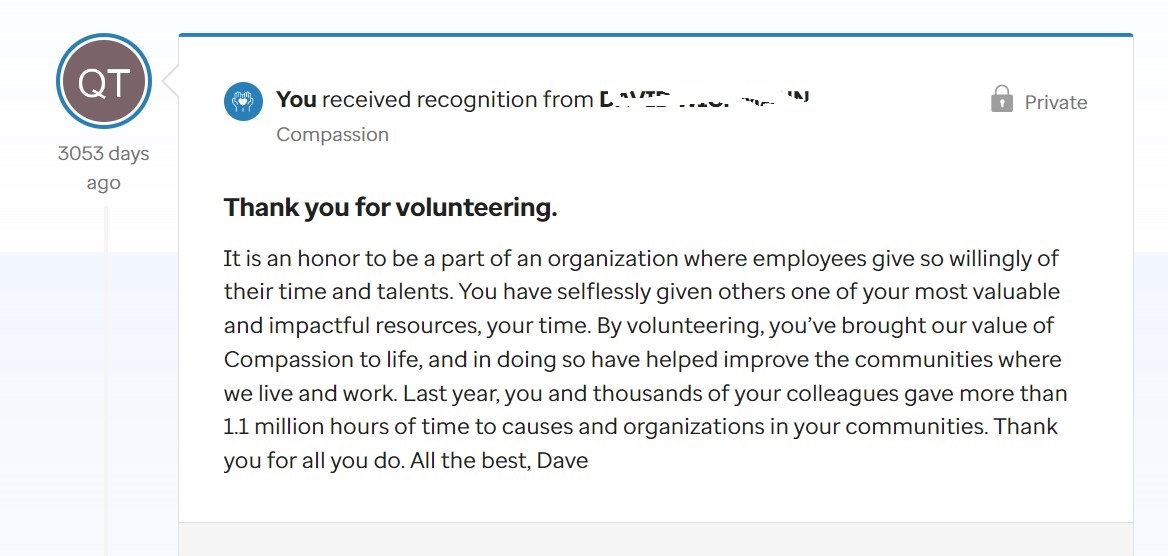 QT
3053 days
ago
You received recognition from
Private
Compassion
Thank you for volunteering.
It is an honor to be a part of an organization where employees give so willingly of
their time and talents. You have selflessly given others one of your most valuable
and impactful resources, your time. By volunteering, you’ve brought our value of
Compassion to life, and in doing so have helped improve the communities where
we live and work. Last year, you and thousands of your colleagues gave more than
1.1 million hours of time to causes and organizations in your communities. Thank
you for all you do. All the best, Dave